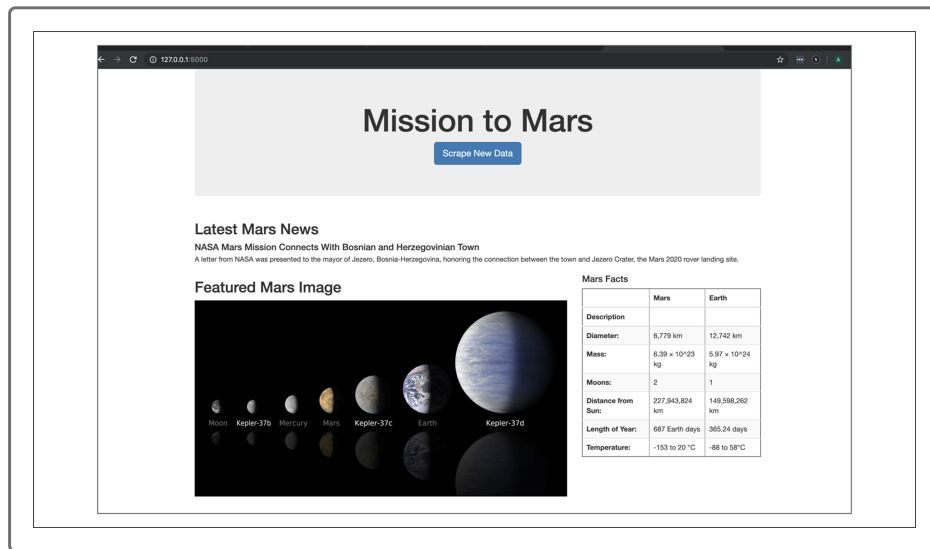 127.0.0.1:5000
A
Mission to Mars
Scrape New Data
Latest Mars News
NASA Mars Mission Connects With Bosnian and Herzegovinian Town
A letter from NASA was presented to the mayor of Jezero, Bosnia-Herzegovina, honoring the connection between the town and Jezero Crater, the Mars 2020 rover landing site.
Featured Mars Image
Moon Kepler-37b Mercury Mars Kepler-37c Earth Kepler-37d
Mars Facts
Mars Earth
Description
Diameter: 6,779 km 12,742 km
Mass: 6.39 × 10^23 kg 5.97 × 10^24 kg
Moons: 2 1
Distance from Sun: 227,943,824 km 149,598,262 km
Length of Year: 687 Earth days 365.24 days
Temperature: -153 to 20 °C -88 to 58°C